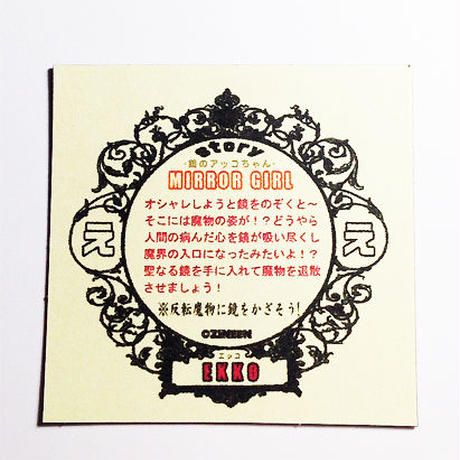 Story
-鏡のアッコちゃん-
MIRROR GIRL
オシャレしようと鏡をのぞくと〜
そこには魔物の姿が!?どうやら
人間の病んだ心を鏡が吸い尽くし
魔界の入口になったみたいよ!?
聖なる鏡を手に入れて魔物を退散
させましょう!
※反転魔物に鏡をかざそう!
エッコ
EKKO